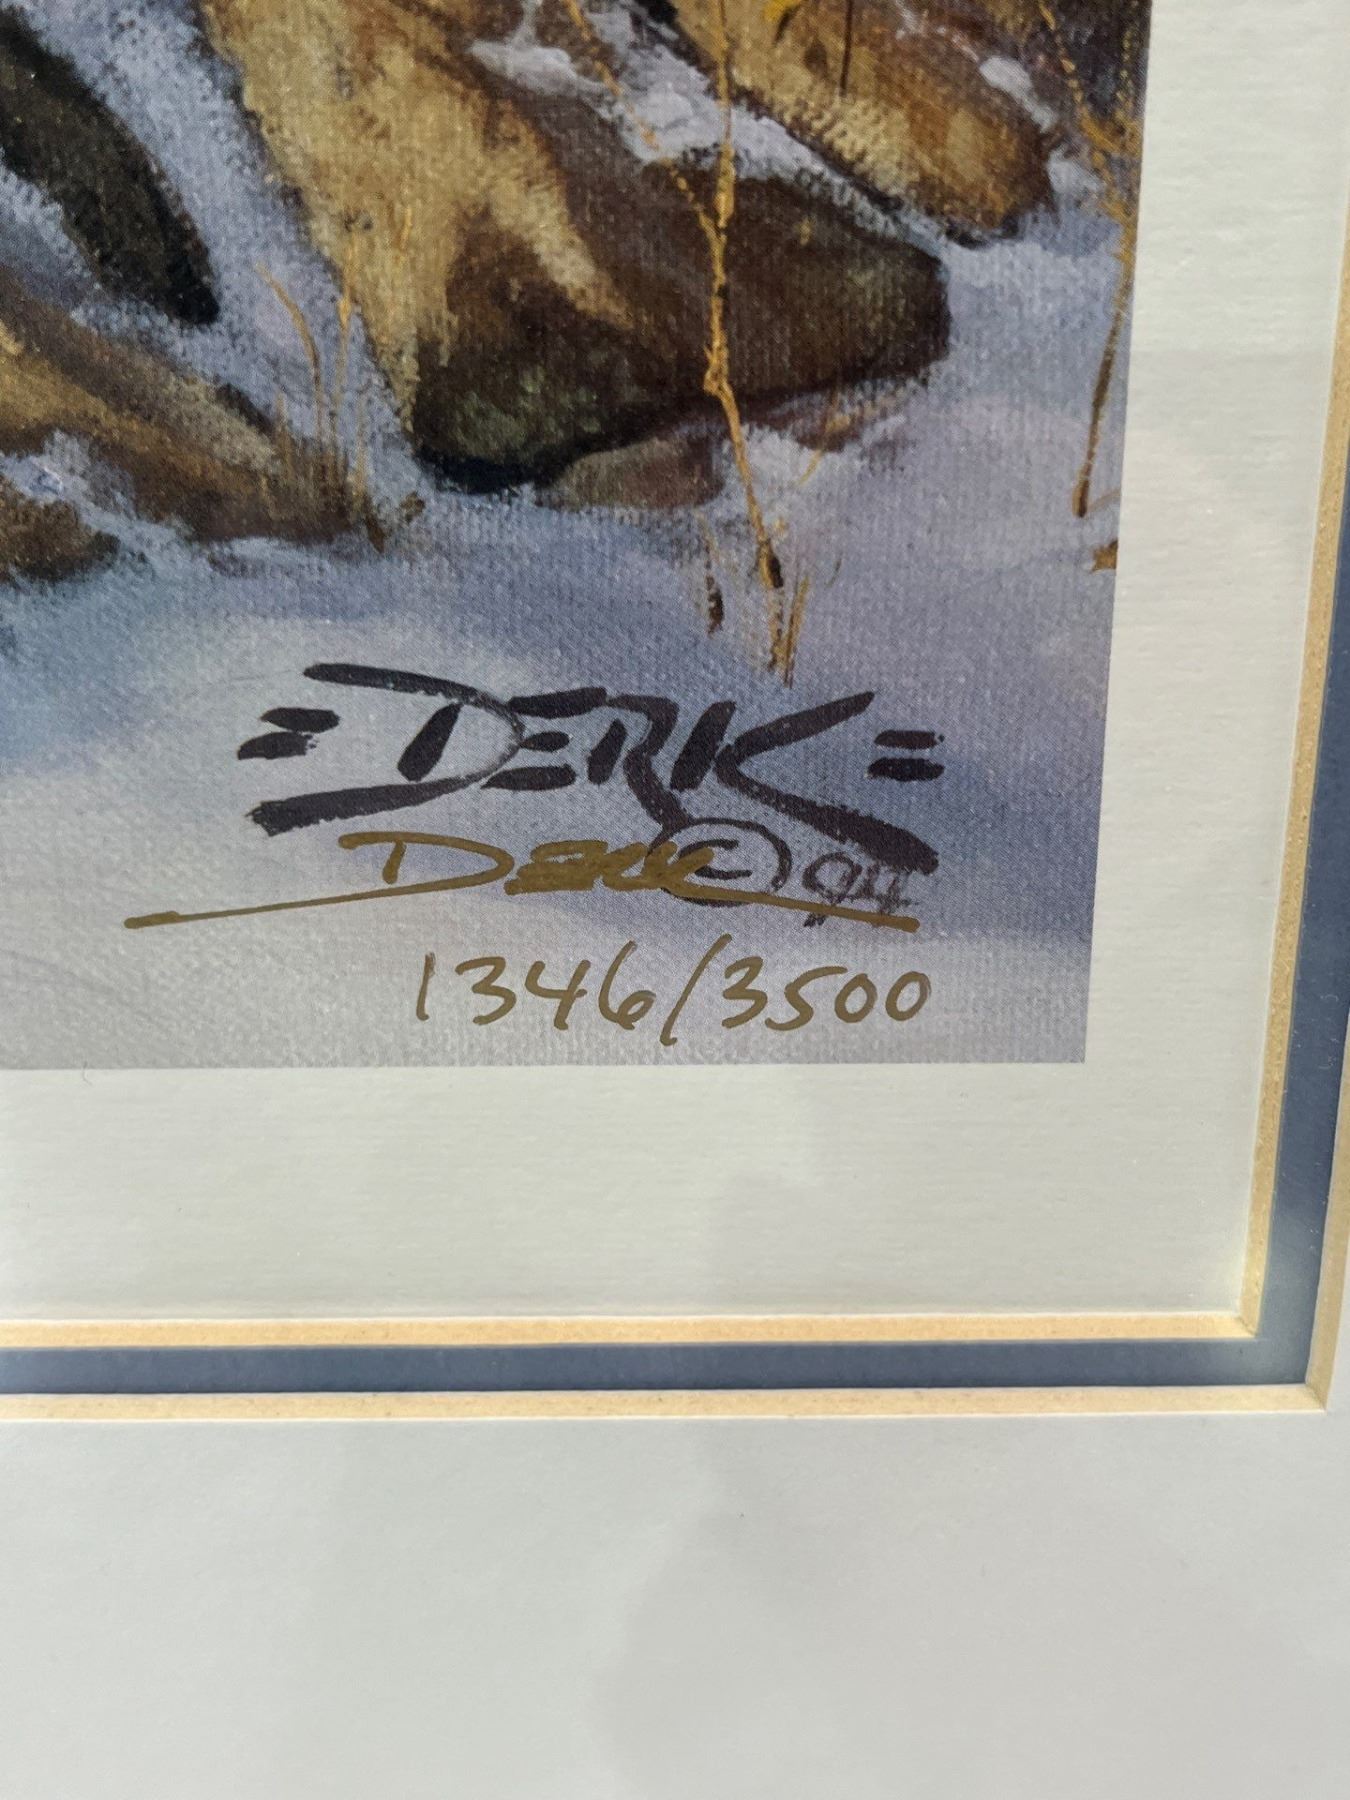 = DERK =
© 94
Derk
1346/3500